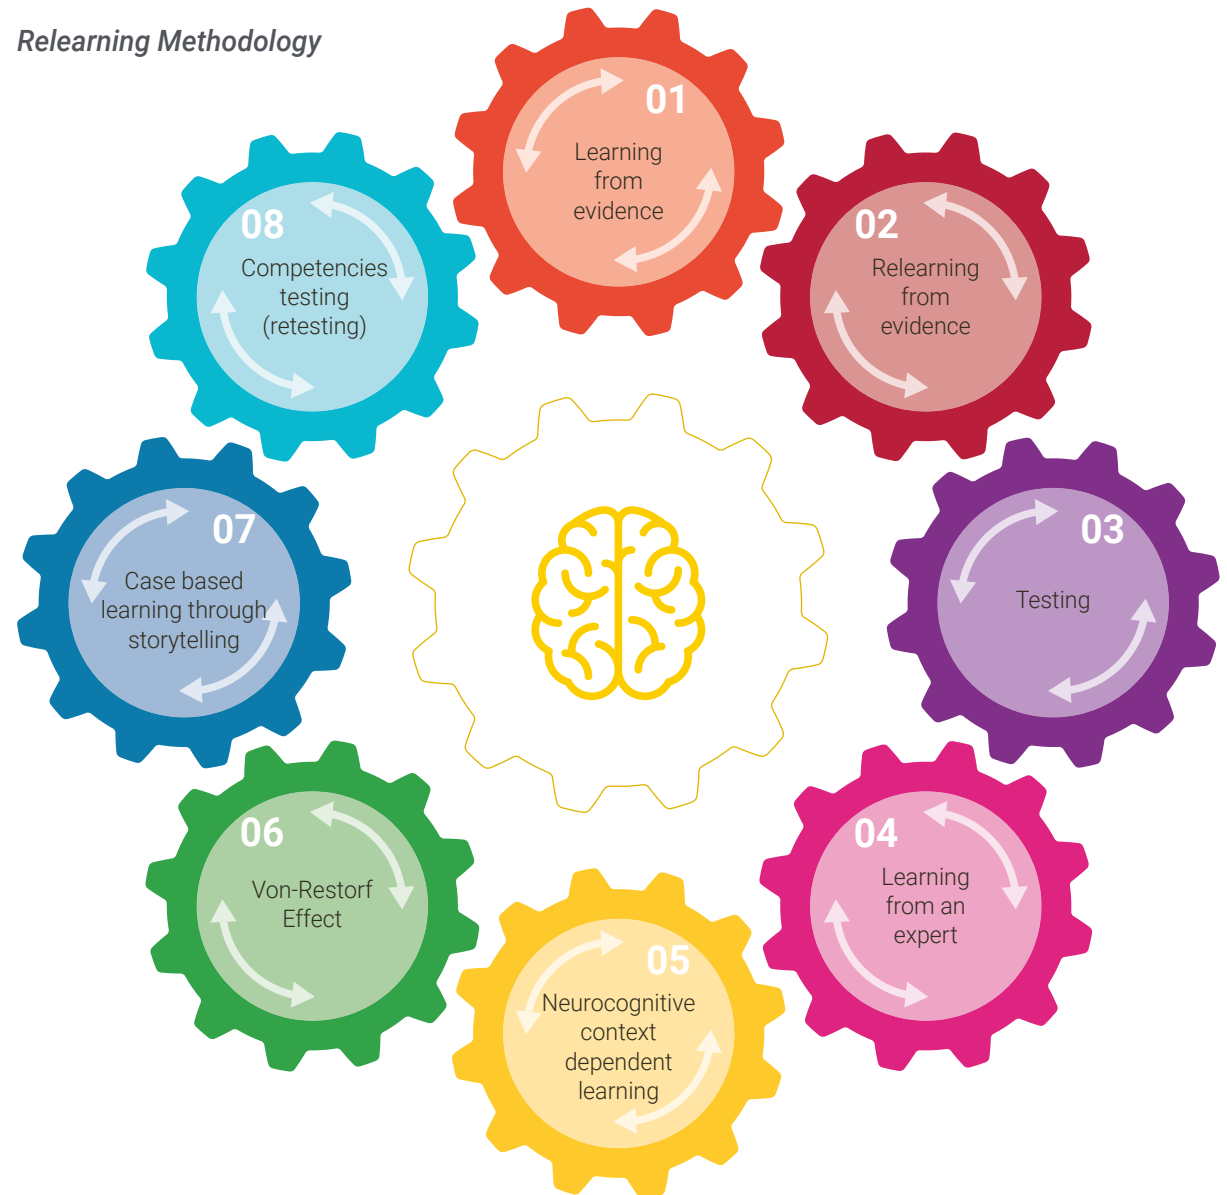 Relearning Methodology
01
Learning
from
evidence
02
Relearning
from
evidence
03
Testing
04
Learning
from an
expert
05
Neurocognitive
context
dependent
learning
06
Von-Restorf
Effect
07
Case based
learning through
storytelling
08
Competencies
testing
(retesting)